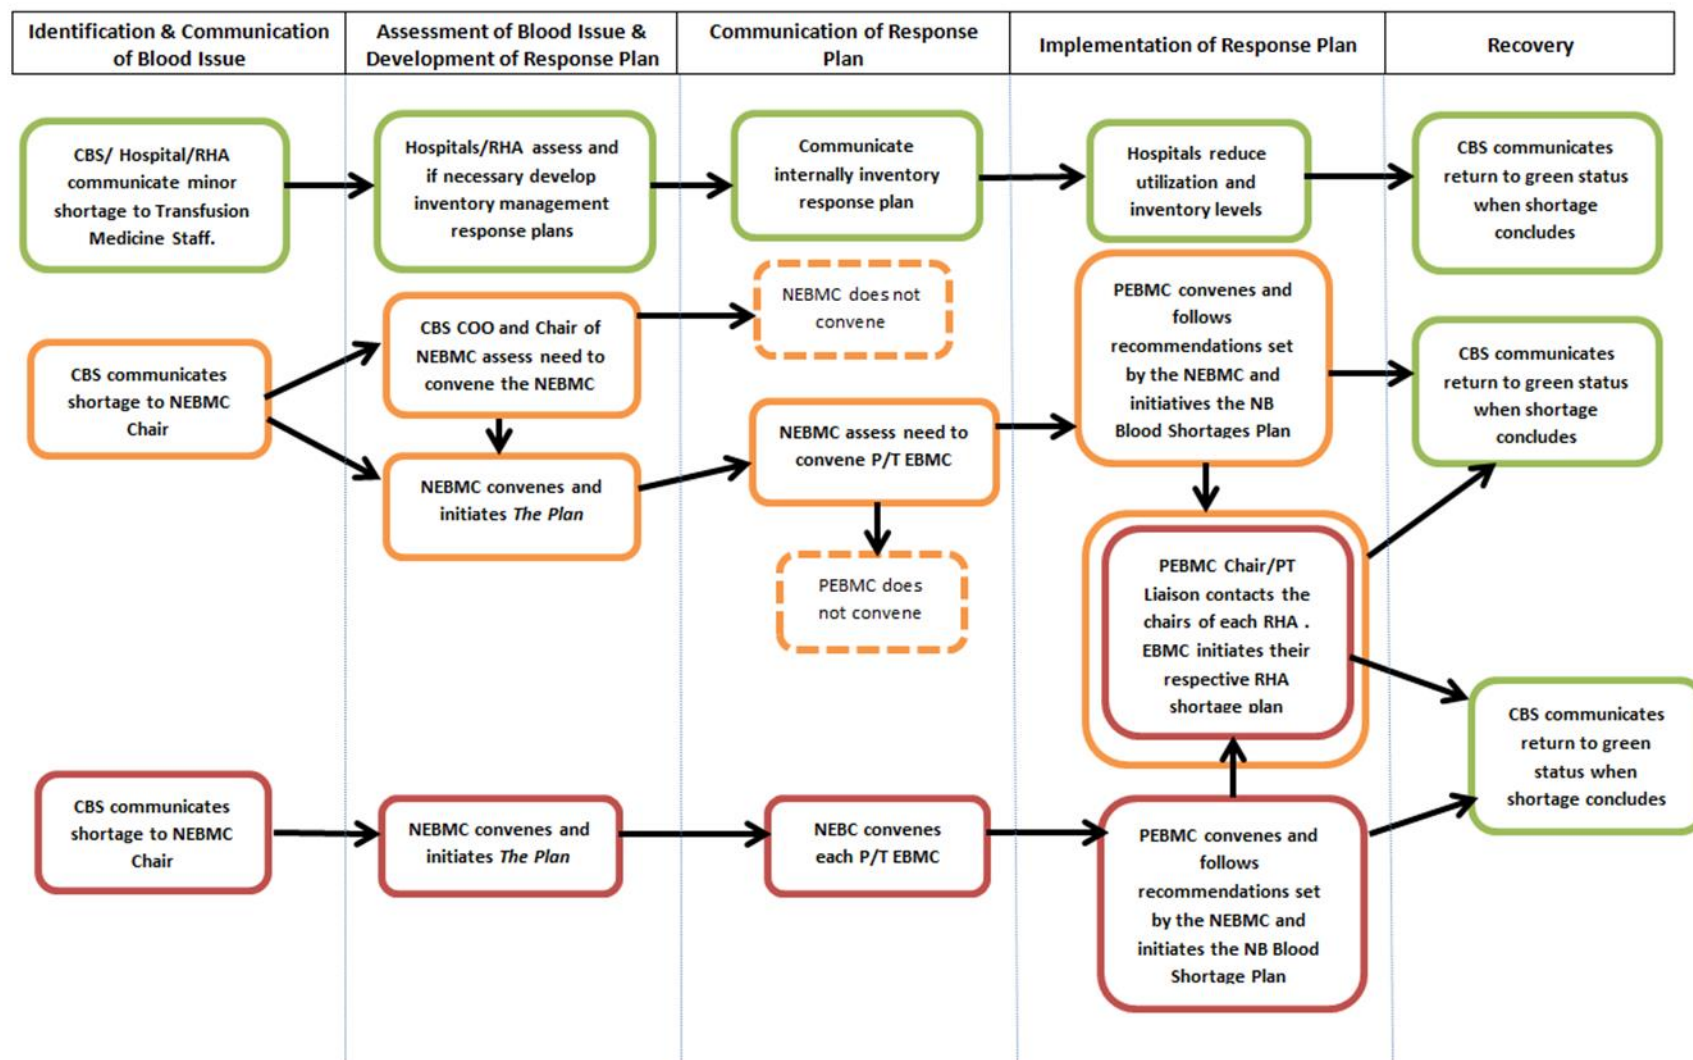 Identification & Communication
of Blood Issue
Assessment of Blood Issue &
Development of Response Plan
Communication of Response
Plan
Implementation of Response Plan
Recovery
CBS/ Hospital/RHA
communicate minor
shortage to Transfusion
Medicine Staff.
Hospitals/RHA assess and
if necessary develop
inventory management
response plans
Communicate
internally inventory
response plan
Hospitals reduce
utilization and
inventory levels
CBS communicates
return to green status
when shortage
concludes
CBS communicates
shortage to NEBMC
Chair
CBS COO and Chair of
NEBMC assess need to
convene the NEBMC
NEBMC does not
convene
NEBMC convenes and
initiates The Plan
NEBMC assess need to
convene P/T EBMC
PEBMC does
not convene
PEBMC convenes and
follows
recommendations set
by the NEBMC and
initiatives the NB
Blood Shortages Plan
CBS communicates
return to green status
when shortage
concludes
PEBMC Chair/PT
Liaison contacts the
chairs of each RHA .
EBMC initiates their
respective RHA
shortage plan
CBS communicates
return to green
status when
shortage concludes
CBS communicates
shortage to NEBMC
Chair
NEBMC convenes and
initiates The Plan
NEBC convenes
each P/T EBMC
PEBMC convenes and
follows
recommendations set
by the NEBMC and
initiates the NB Blood
Shortage Plan